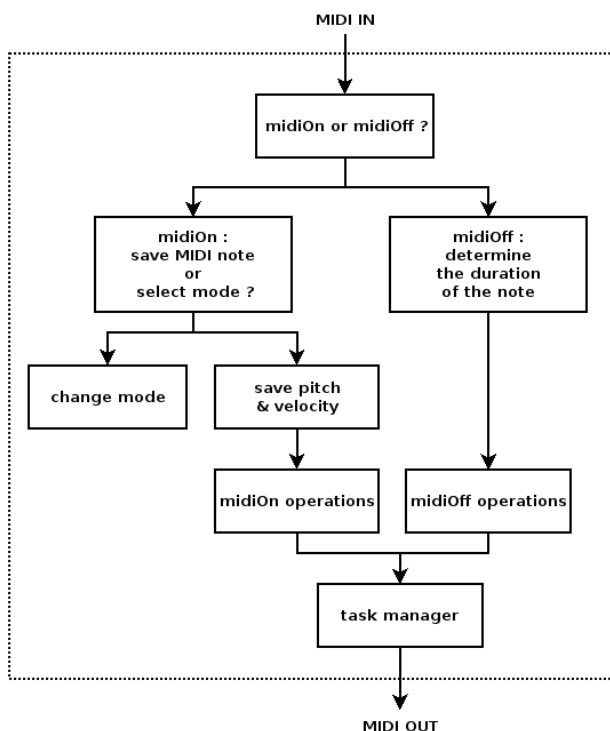 MIDI IN
midiOn or midiOff ?
midiOn :
save MIDI note
or
select mode ?
midiOff :
determine
the duration
of the note
change mode
save pitch
& velocity
midiOn operations
midiOff operations
task manager
MIDI OUT